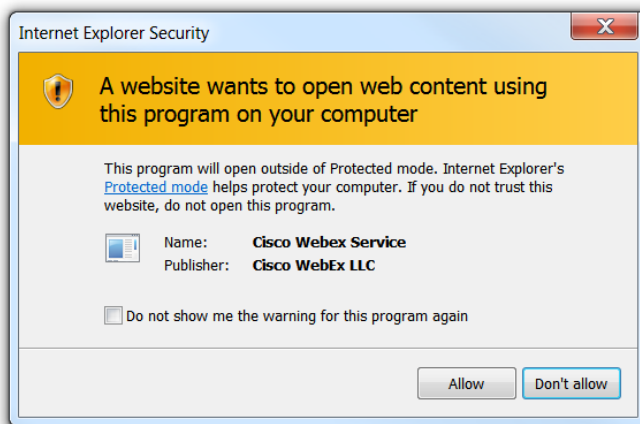 Internet Explorer Security
A website wants to open web content using
this program on your computer
This program will open outside of Protected mode. Internet Explorer's
Protected mode helps protect your computer. If you do not trust this
website, do not open this program.
Name: Cisco Webex Service
Publisher: Cisco WebEx LLC
Do not show me the warning for this program again
Allow Don't allow